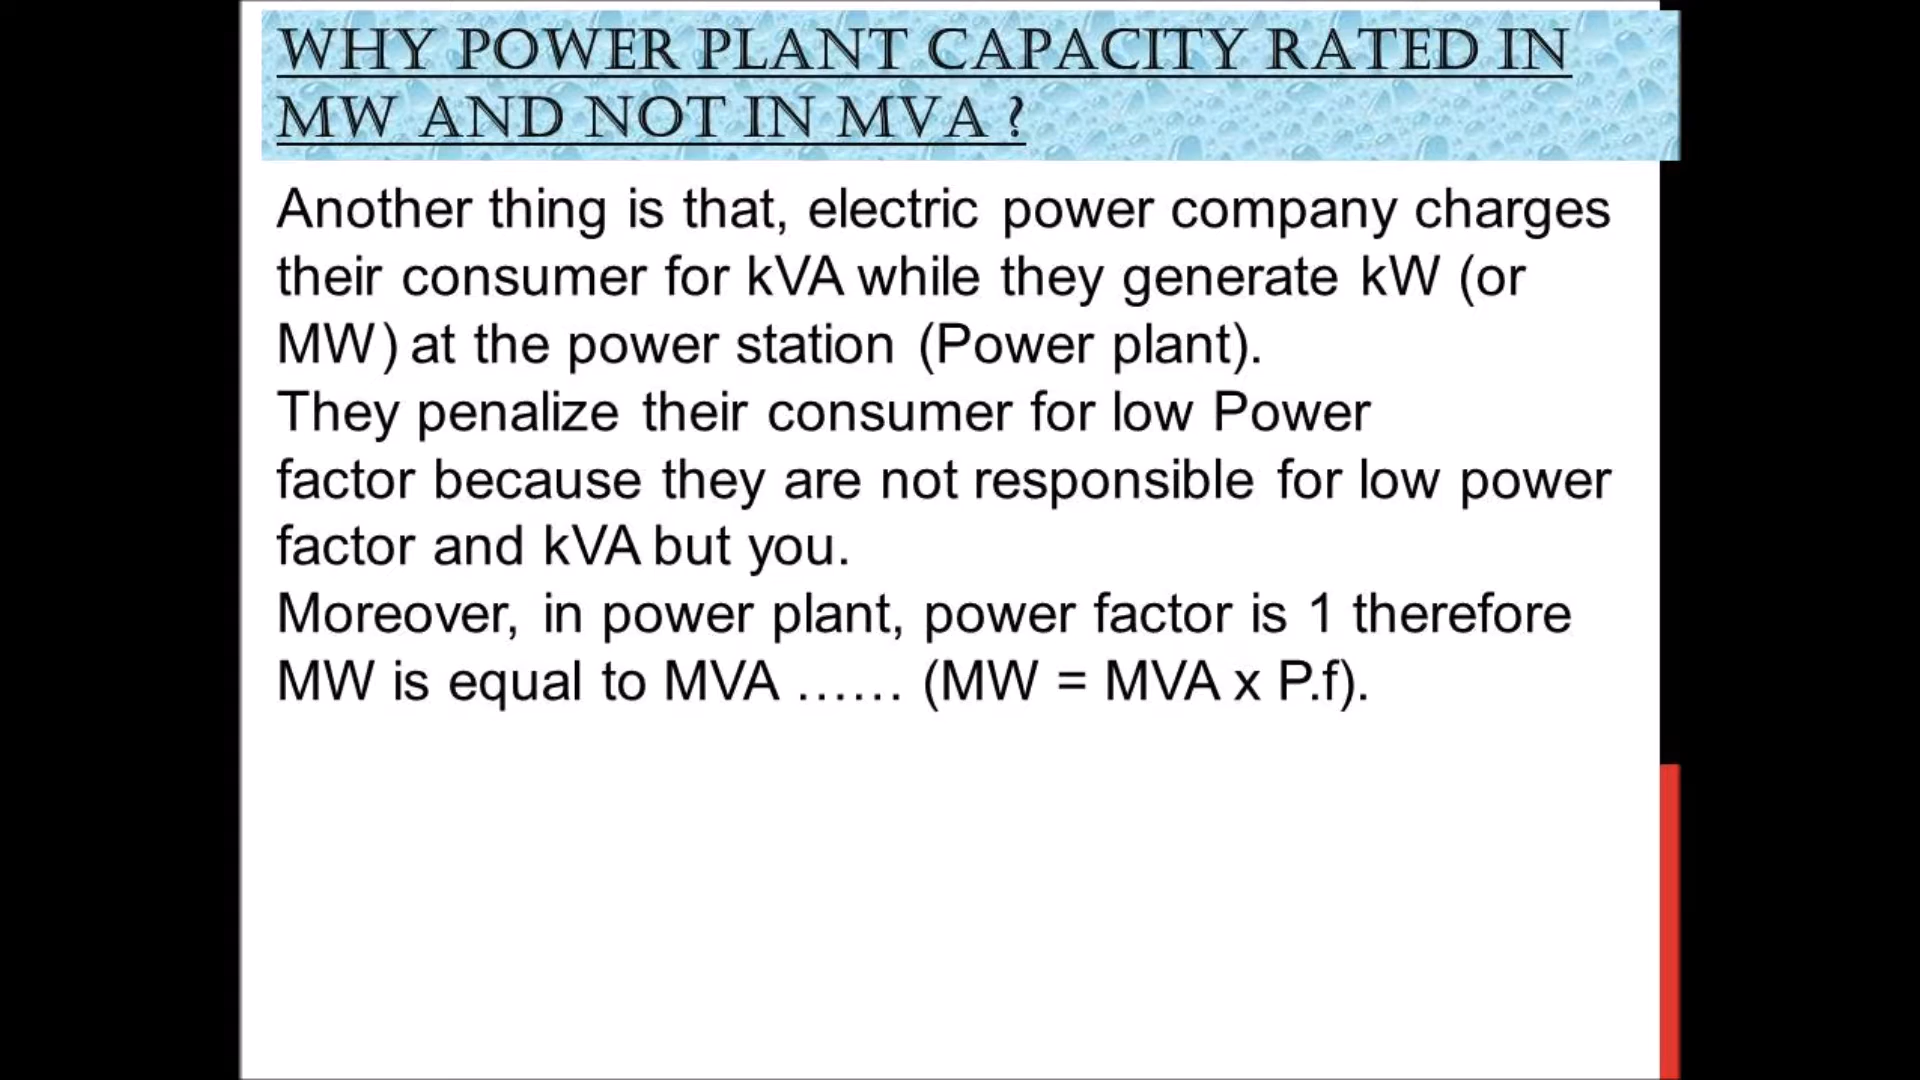 WHY POWER PLANT CAPACITY RATED IN
MW AND NOT IN MVA ?
Another thing is that, electric power company charges
their consumer for kVA while they generate kW (or
MW) at the power station (Power plant).
They penalize their consumer for low Power
factor because they are not responsible for low power
factor and kVA but you.
Moreover, in power plant, power factor is 1 therefore
MW is equal to MVA …… (MW = MVA x P.f).